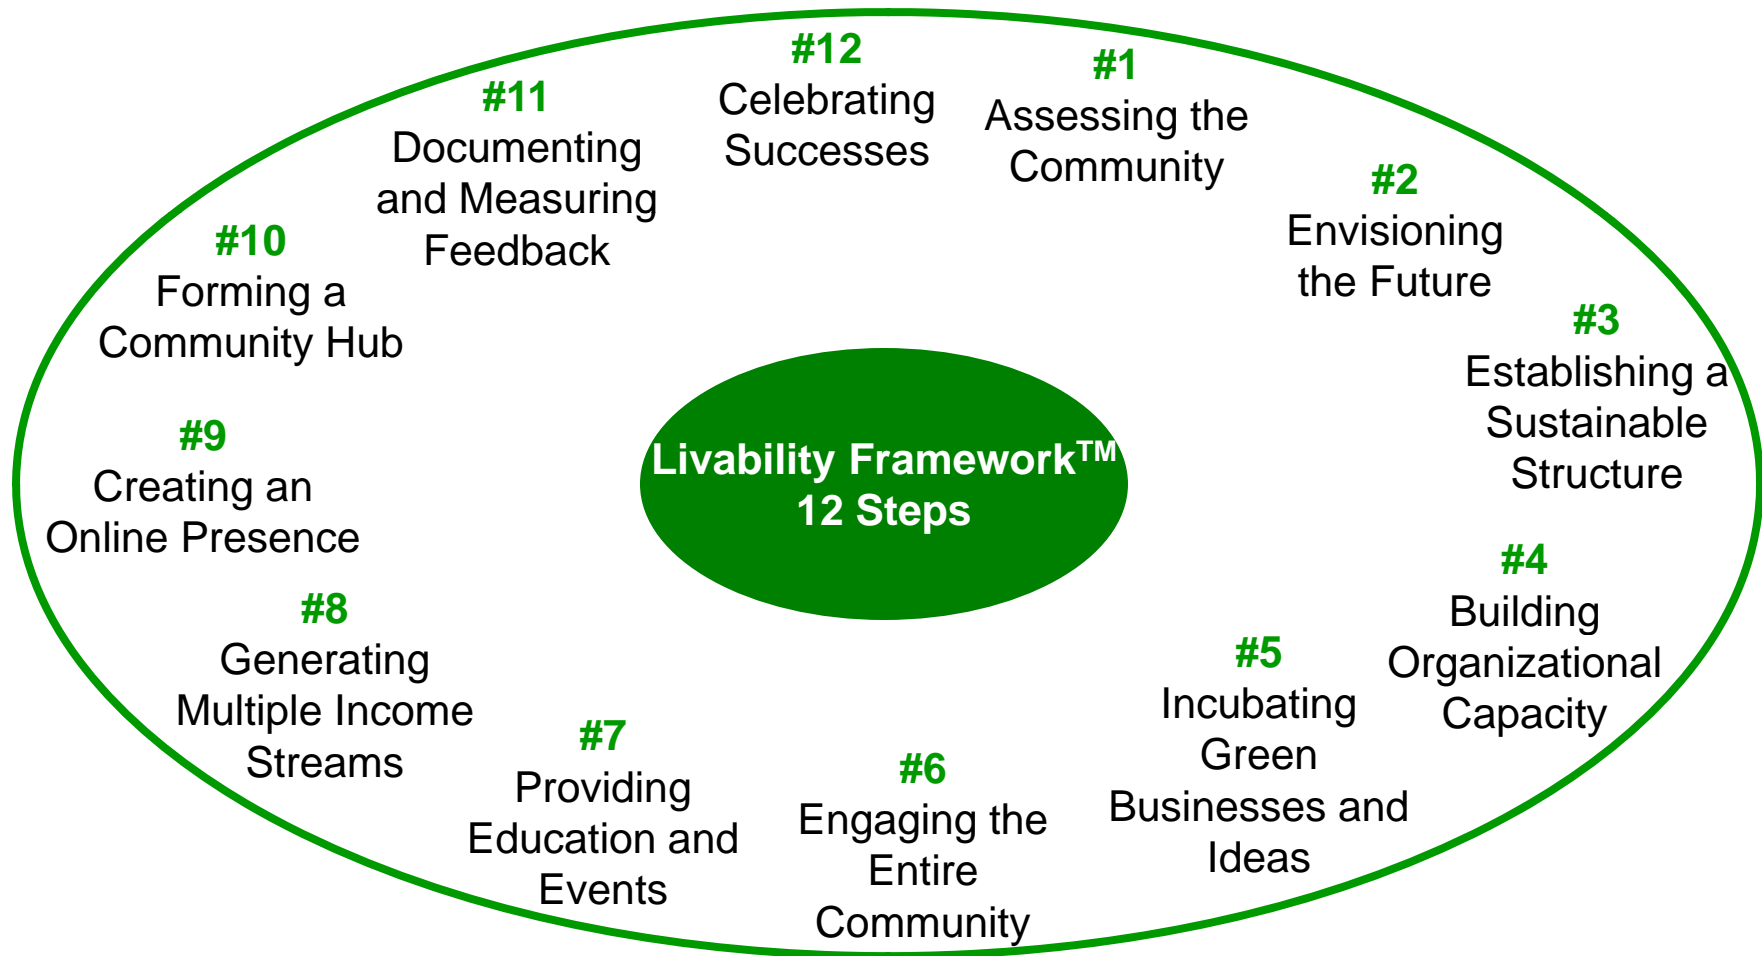 #12
Celebrating
Successes
#1
Assessing the
Community
#2
Envisioning
the Future
#3
Establishing a
Sustainable
Structure
#4
Building
Organizational
Capacity
#5
Incubating
Green
Businesses and
Ideas
#6
Engaging the
Entire
Community
#7
Providing
Education and
Events
#8
Generating
Multiple Income
Streams
#9
Creating an
Online Presence
#10
Forming a
Community Hub
#11
Documenting
and Measuring
Feedback
Livability Framework™
12 Steps